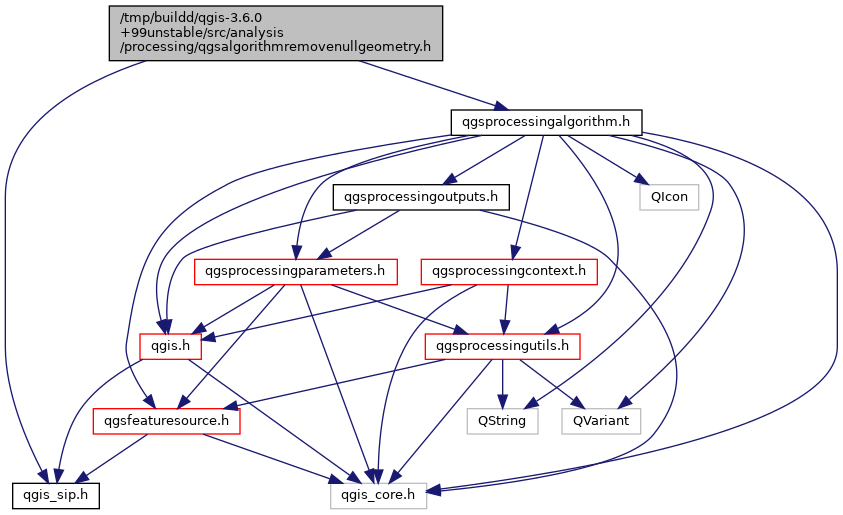 /tmp/buildd/qgis-3.6.0
+99unstable/src/analysis
/processing/qgsalgorithmremovenullgeometry.h
qgsprocessingalgorithm.h
qgsprocessingoutputs.h
QIcon
qgsprocessingparameters.h
qgsprocessingcontext.h
qgis.h
qgsprocessingutils.h
qgsfeaturesource.h
QString
QVariant
qgis_sip.h
qgis_core.h